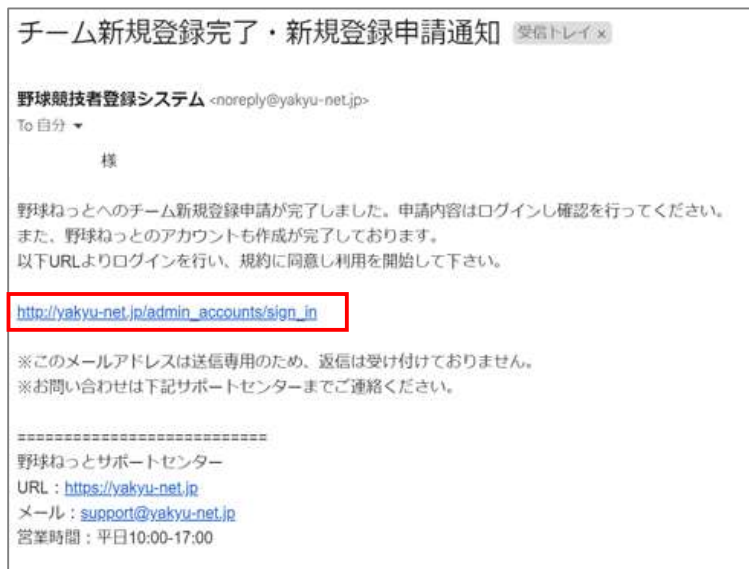 チーム新規登録完了・新規登録申請通知 受信トレイ ×
野球競技者登録システム <noreply@yakyu-net.jp>
To 自分 ▼
様
野球ねっとへのチーム新規登録申請が完了しました。申請内容はログインし確認を行ってください。
また、野球ねっとのアカウントも作成が完了しております。
以下URLよりログインを行い、規約に同意し利用を開始して下さい。
http://yakyu-net.jp/admin_accounts/sign_in
※このメールアドレスは送信専用のため、返信は受け付けておりません。
※お問い合わせは下記サポートセンターまでご連絡ください。
===========================
野球ねっとサポートセンター
URL：https://yakyu-net.jp
メール：support@yakyu-net.jp
営業時間：平日10:00-17:00